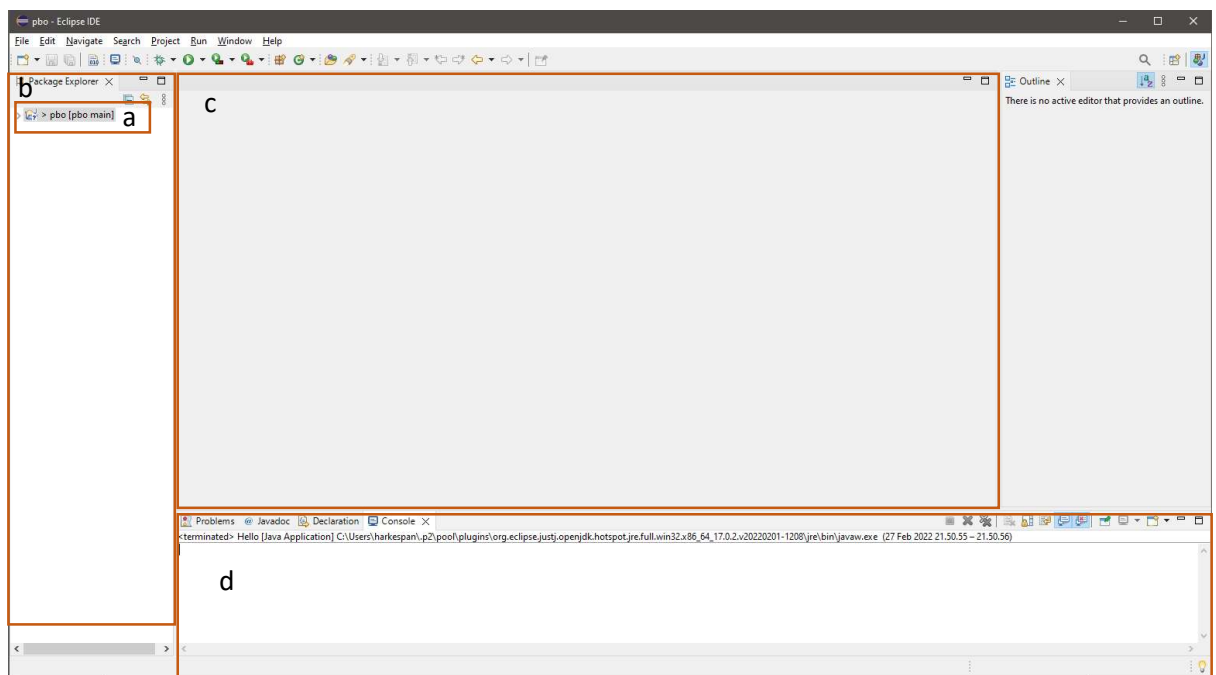 pbo - Eclipse IDE
File Edit Navigate Search Project Run Window Help
Package Explorer
b
> pbo [pbo main]
a
c
Outline
There is no active editor that provides an outline.
Problems @ Javadoc Declaration Console
<terminated> Hello [Java Application] C:\Users\harkespan\.p2\pool\plugins\org.eclipse.justj.openjdk.hotspot.jre.full.win32.x86_64_17.0.2.v20220201-1208\jre\bin\javaw.exe (27 Feb 2022 21.50.55 – 21.50.56)
d